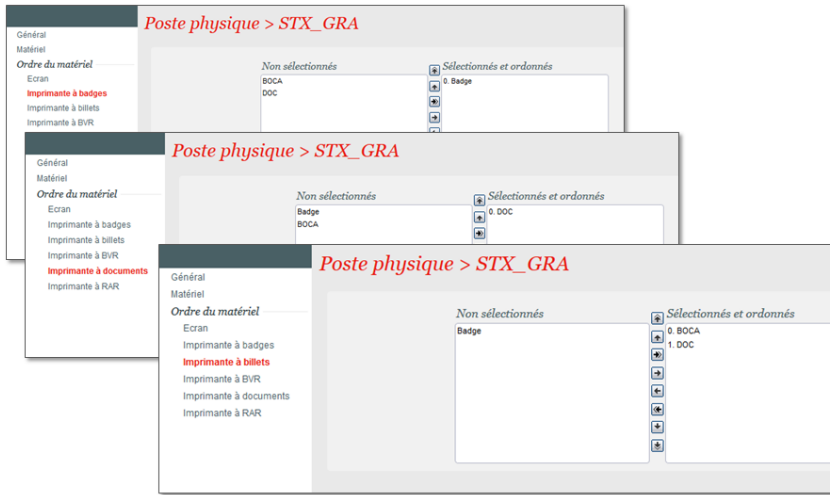 Poste physique > STX_GRA
Général
Matériel
Ordre du matériel
Ecran
Imprimante à badges
Imprimante à billets
Imprimante à BVR
Non sélectionnés
BOCA
DOC
Sélectionnés et ordonnés
0. Badge
Poste physique > STX_GRA
Général
Matériel
Ordre du matériel
Ecran
Imprimante à badges
Imprimante à billets
Imprimante à BVR
Imprimante à documents
Imprimante à RAR
Non sélectionnés
Badge
BOCA
Sélectionnés et ordonnés
0. DOC
Poste physique > STX_GRA
Général
Matériel
Ordre du matériel
Ecran
Imprimante à badges
Imprimante à billets
Imprimante à BVR
Imprimante à documents
Imprimante à RAR
Non sélectionnés
Badge
Sélectionnés et ordonnés
0. BOCA
1. DOC